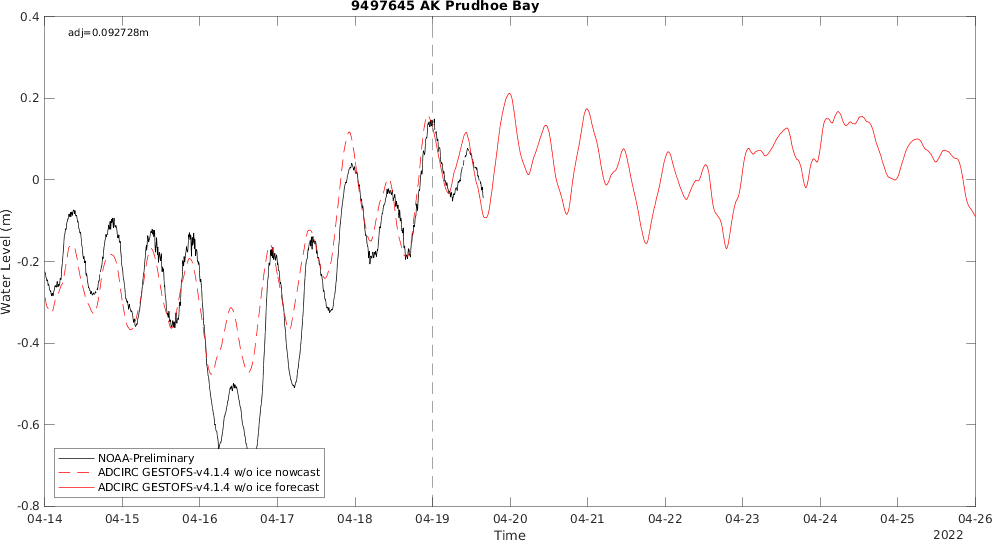 9497645 AK Prudhoe Bay
adj=0.092728m
0.4
0.2
0
-0.2
-0.4
-0.6
-0.8
Water Level (m)
NOAA-Preliminary
ADCIRC GESTOFS-v4.1.4 w/o ice nowcast
ADCIRC GESTOFS-v4.1.4 w/o ice forecast
04-14 04-15 04-16 04-17 04-18 04-19 04-20 04-21 04-22 04-23 04-24 04-25 04-26
Time
2022